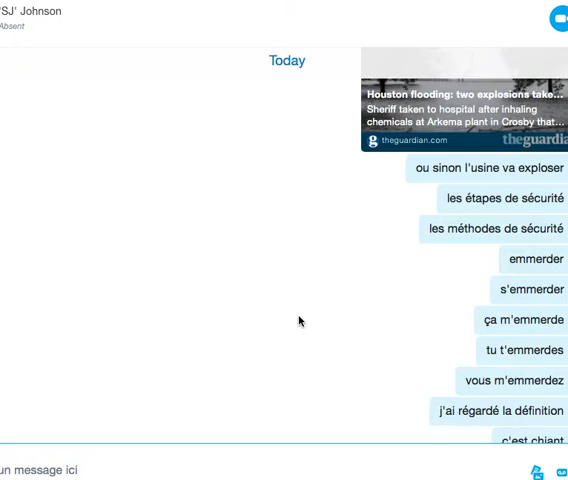 'SJ' Johnson
Absent
Today
Houston flooding: two explosions take...
Sheriff taken to hospital after inhaling
chemicals at Arkema plant in Crosby that...
g theguardian.com theguardia
ou sinon l'usine va exploser
les étapes de sécurité
les méthodes de sécurité
emmerder
s'emmerder
ça m'emmerde
tu t'emmerdes
vous m'emmerdez
j'ai régardé la définition
c'est chiant
un message ici